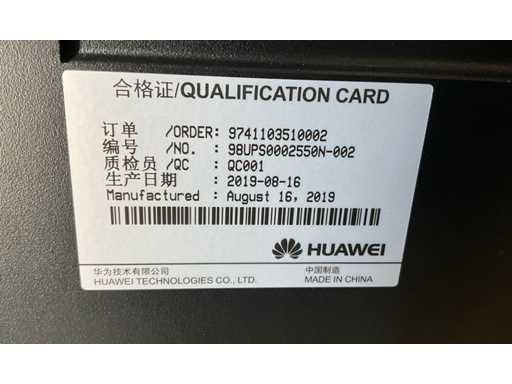 合格证/QUALIFICATION CARD
订单 /ORDER: 9741103510002
编号 /NO. : 98UPS0002550N-002
质检员/QC : QC001
生产日期 : 2019-08-16
Manufactured : August 16, 2019
HUAWEI
华为技术有限公司 中国制造
HUAWEI TECHNOLOGIES CO., LTD. MADE IN CHINA